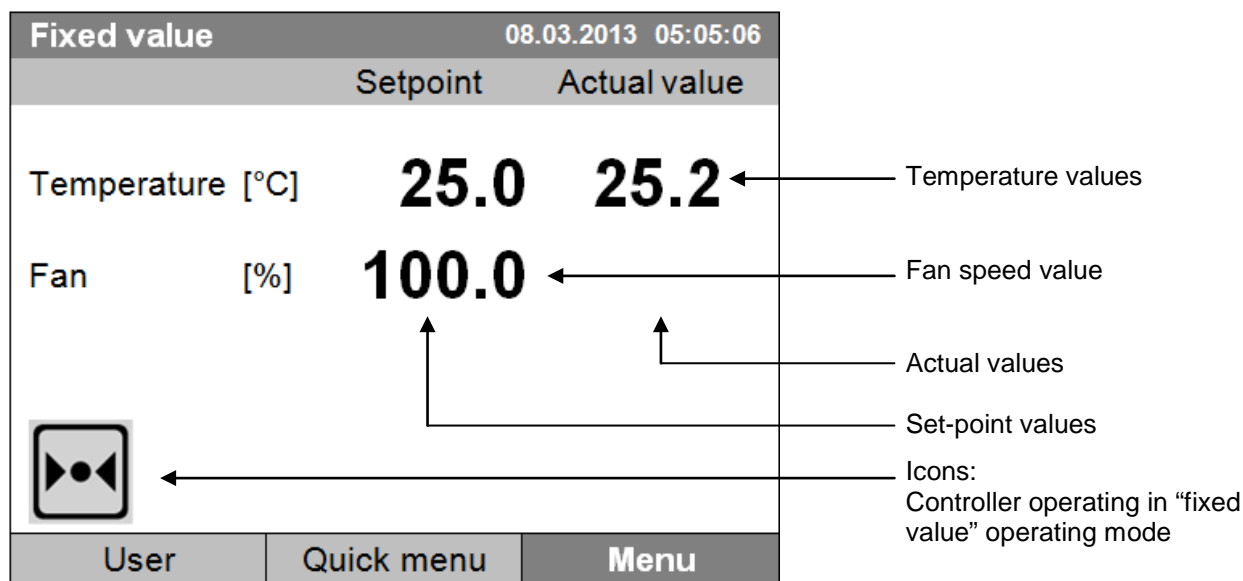 Fixed value 08.03.2013 05:05:06
Setpoint Actual value
Temperature [°C] 25.0 25.2
Temperature values
Fan [%] 100.0
Fan speed value
Actual values
Set-point values
Icons:
Controller operating in “fixed
value” operating mode
User Quick menu Menu